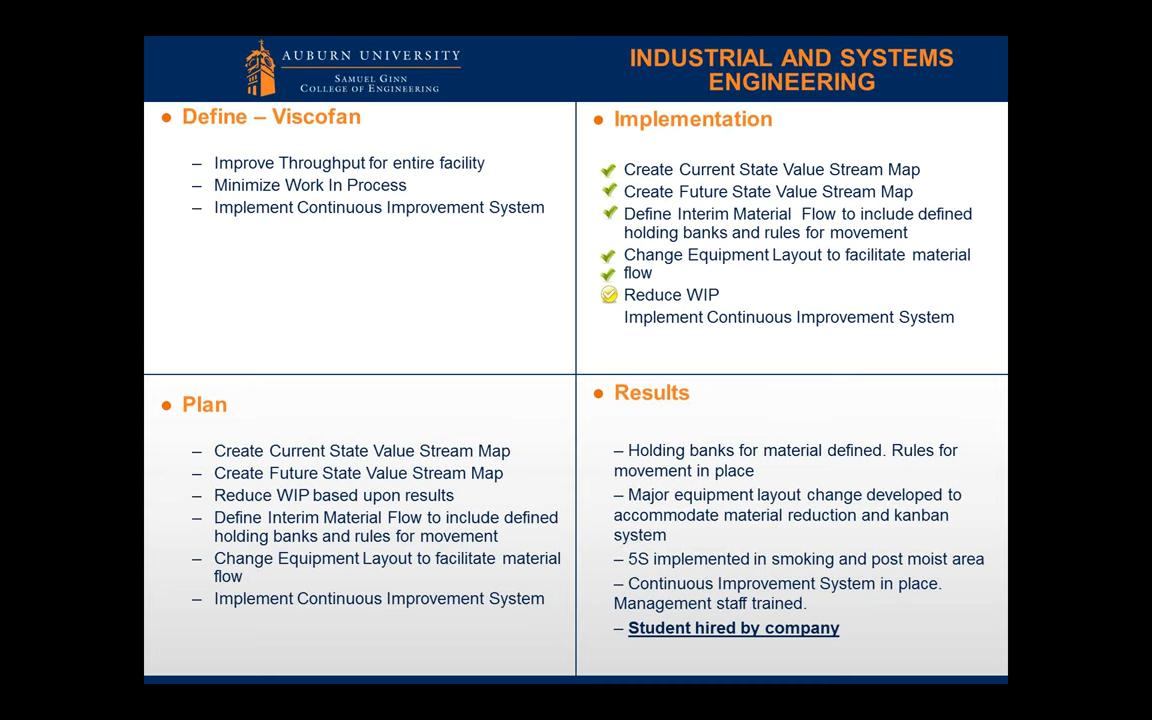 AUBURN UNIVERSITY
SAMUEL GINN
COLLEGE OF ENGINEERING
INDUSTRIAL AND SYSTEMS
ENGINEERING
● Define – Viscofan
– Improve Throughput for entire facility
– Minimize Work In Process
– Implement Continuous Improvement System
● Implementation
Create Current State Value Stream Map
Create Future State Value Stream Map
Define Interim Material Flow to include defined
holding banks and rules for movement
Change Equipment Layout to facilitate material
flow
Reduce WIP
Implement Continuous Improvement System
● Plan
– Create Current State Value Stream Map
– Create Future State Value Stream Map
– Reduce WIP based upon results
– Define Interim Material Flow to include defined
holding banks and rules for movement
– Change Equipment Layout to facilitate material
flow
– Implement Continuous Improvement System
● Results
– Holding banks for material defined. Rules for
movement in place
– Major equipment layout change developed to
accommodate material reduction and kanban
system
– 5S implemented in smoking and post moist area
– Continuous Improvement System in place.
Management staff trained.
– Student hired by company